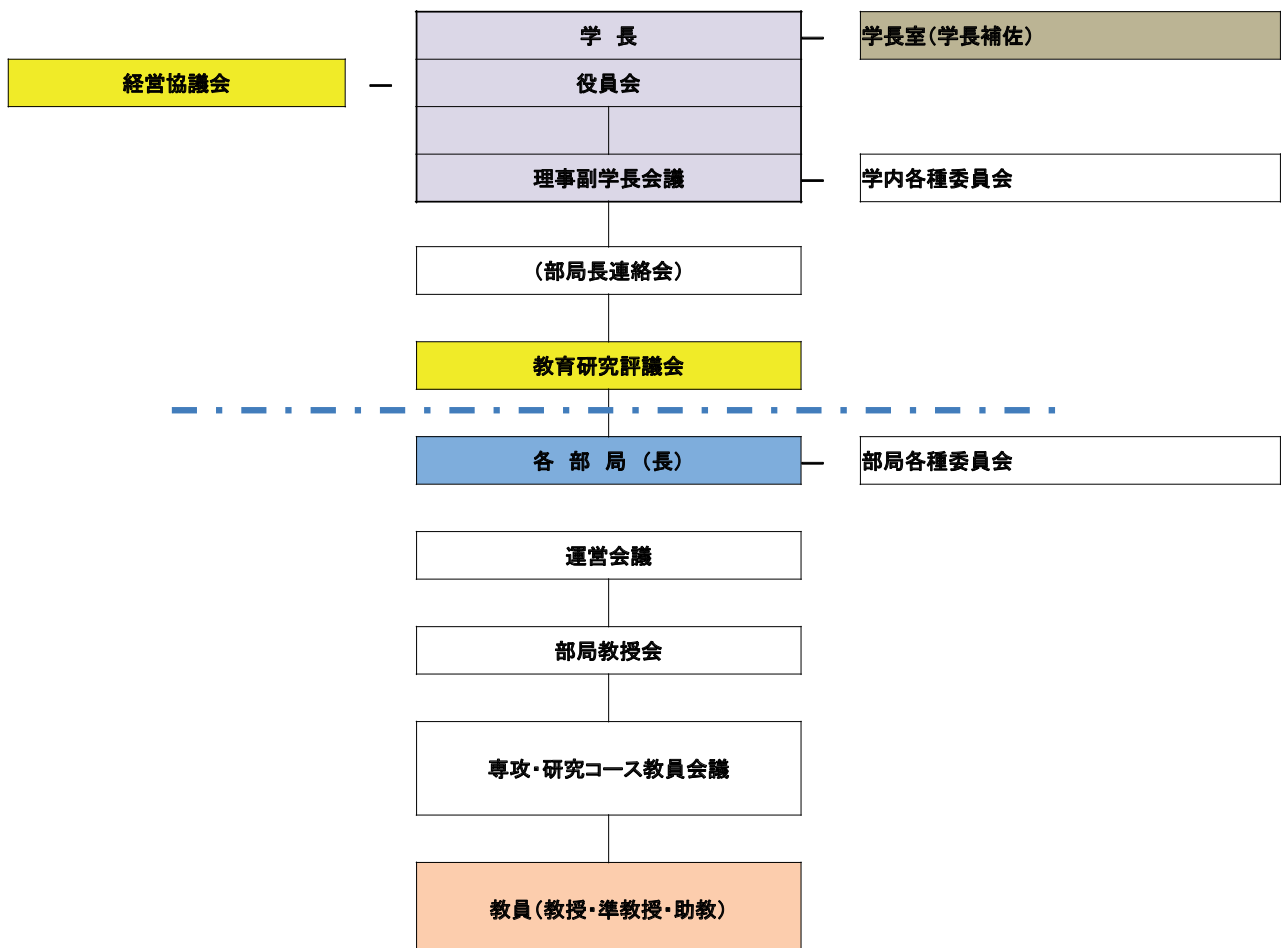 学 長
学長室(学長補佐)
経営協議会
役員会
理事副学長会議
学内各種委員会
(部局長連絡会)
教育研究評議会
各 部 局 (長)
部局各種委員会
運営会議
部局教授会
専攻・研究コース教員会議
教員(教授・準教授・助教)